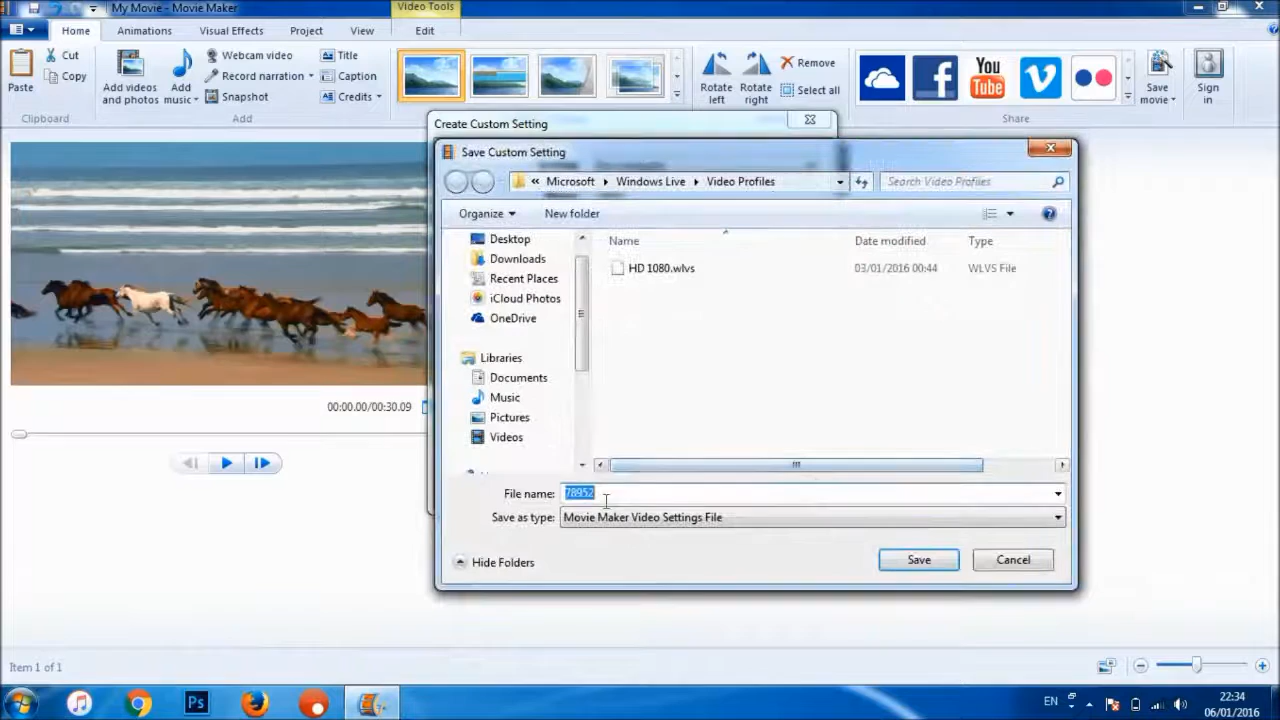 My Movie - Movie Maker
Video Tools
Home
Animations
Visual Effects
Project
View
Edit
Paste
Cut
Copy
Clipboard
Add videos and photos
Add music
Webcam video
Record narration
Snapshot
Title
Caption
Credits
Add
Rotate left
Rotate right
Remove
Select all
You Tube
Share
Save movie
Sign in
Create Custom Setting
Save Custom Setting
« Microsoft Windows Live Video Profiles
Search Video Profiles
Organize
New folder
Desktop
Downloads
Recent Places
iCloud Photos
OneDrive
Libraries
Documents
Music
Pictures
Videos
Name
Date modified
Type
HD 1080.wlvs
03/01/2016 00:44
WLVS File
File name: 78952
Save as type: Movie Maker Video Settings File
Hide Folders
Save
Cancel
00:00.00/00:30.09
Item 1 of 1
Ps
EN
22:34
06/01/2016